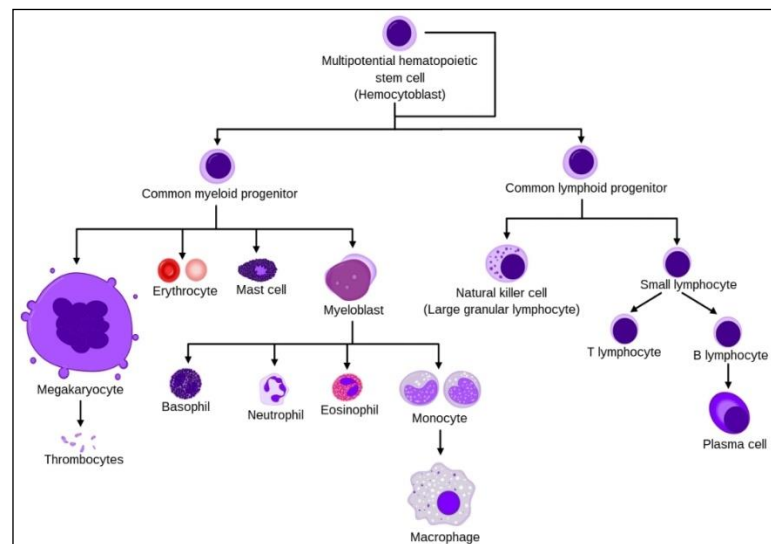 Multipotential hematopoietic
stem cell
(Hemocytoblast)
Common myeloid progenitor
Common lymphoid progenitor
Erythrocyte
Mast cell
Myeloblast
Natural killer cell
(Large granular lymphocyte)
Small lymphocyte
T lymphocyte
B lymphocyte
Megakaryocyte
Basophil
Neutrophil
Eosinophil
Monocyte
Thrombocytes
Plasma cell
Macrophage